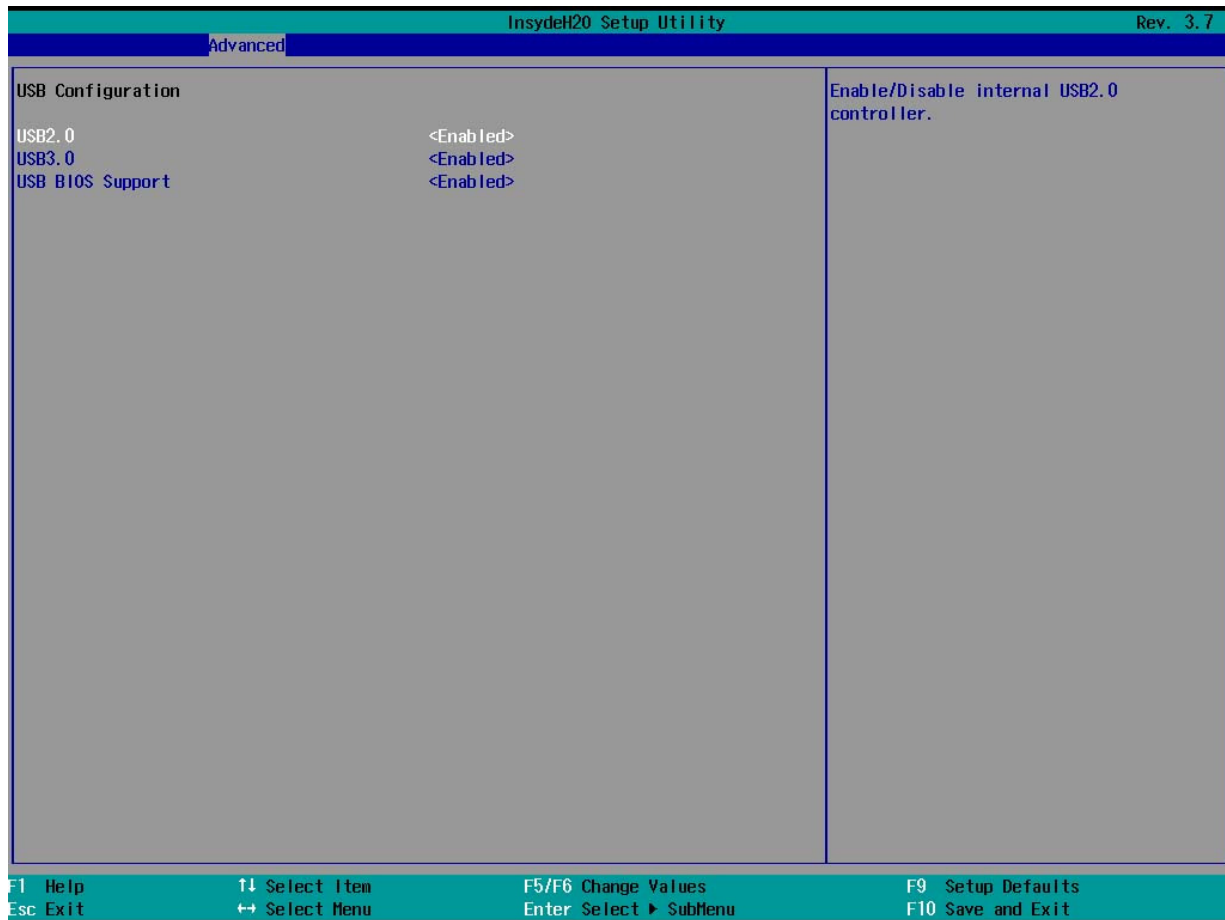 InsydeH20 Setup Utility Rev. 3.7
Advanced
USB Configuration
USB2.0 <Enabled>
USB3.0 <Enabled>
USB BIOS Support <Enabled>
Enable/Disable internal USB2.0
controller.
F1 Help ↑↓ Select Item F5/F6 Change Values F9 Setup Defaults
Esc Exit ↔ Select Menu Enter Select ▶ SubMenu F10 Save and Exit